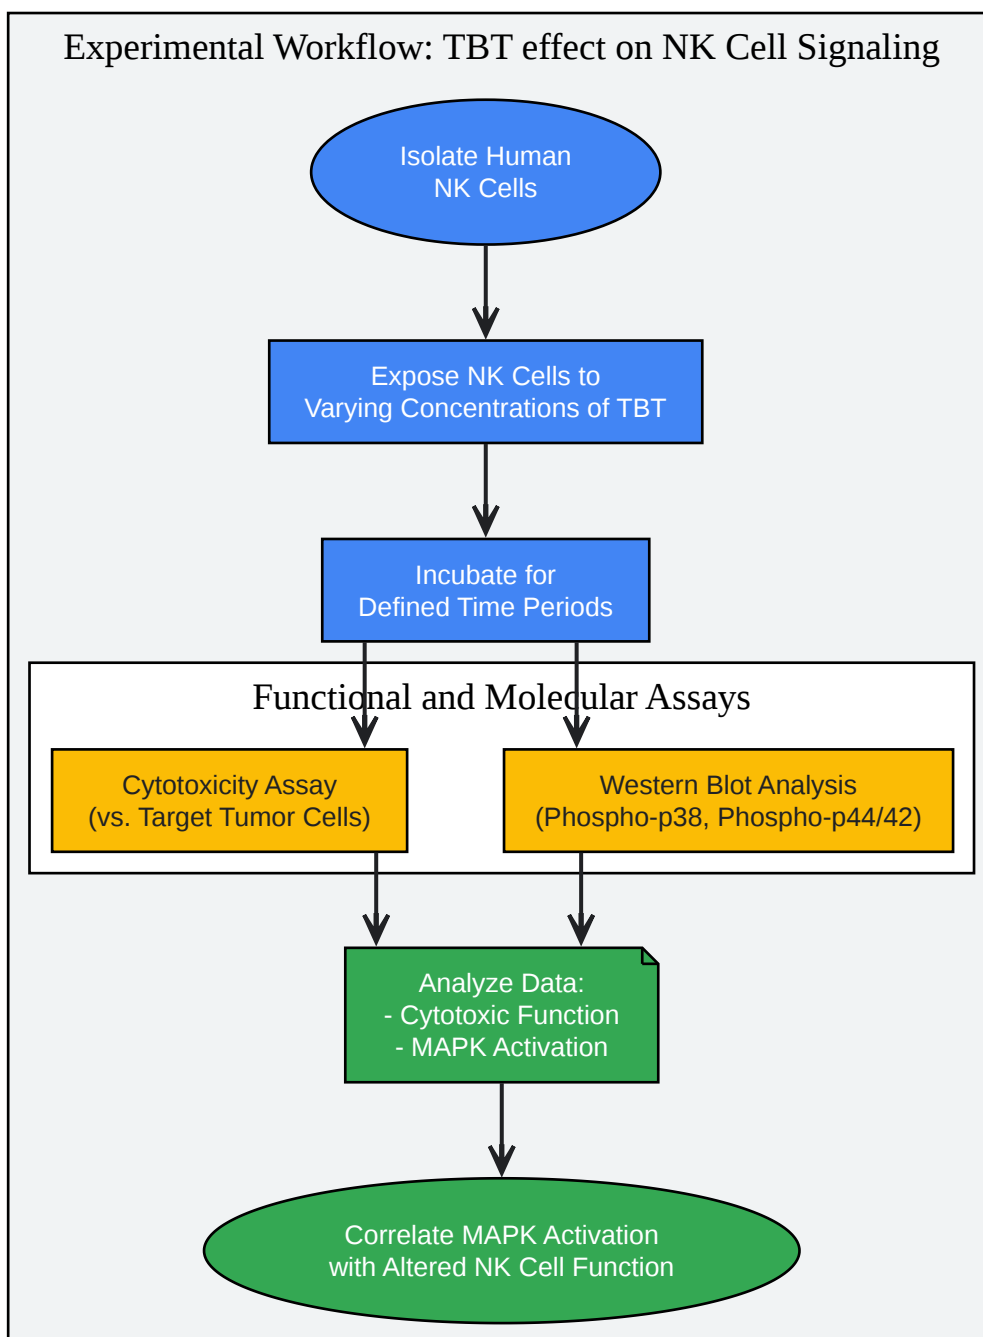 Experimental Workflow: TBT effect on NK Cell Signaling
Isolate Human
NK Cells
Expose NK Cells to
Varying Concentrations of TBT
Incubate for
Defined Time Periods
Functional and Molecular Assays
Cytotoxicity Assay
(vs. Target Tumor Cells)
Western Blot Analysis
(Phospho-p38, Phospho-p44/42)
Analyze Data:
- Cytotoxic Function
- MAPK Activation
Correlate MAPK Activation
with Altered NK Cell Function